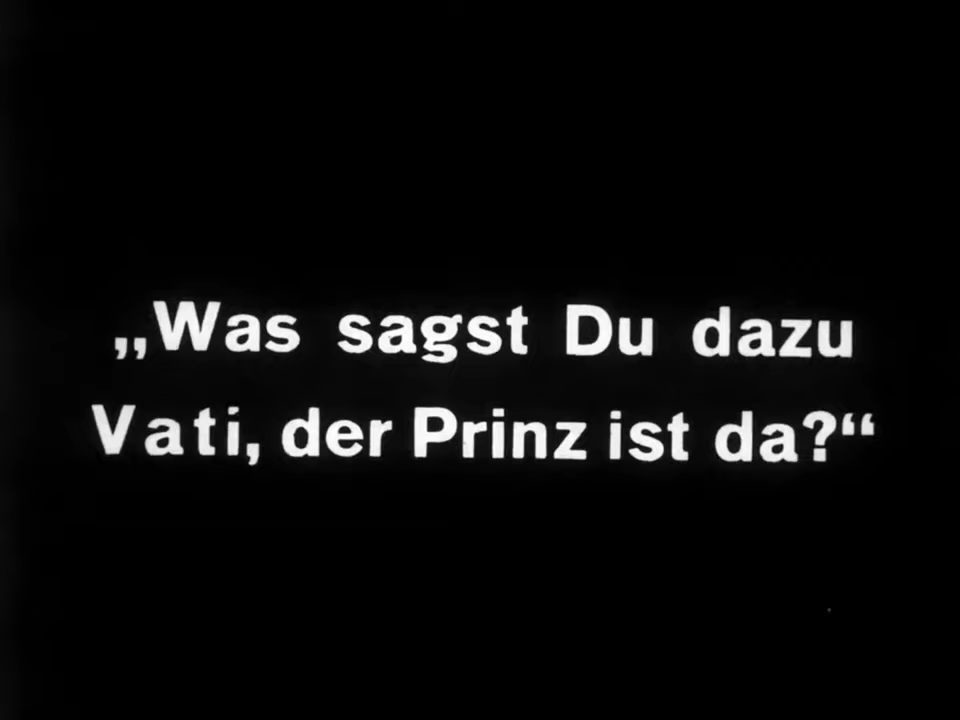 „Was sagst Du dazu
Vati, der Prinz ist da?“